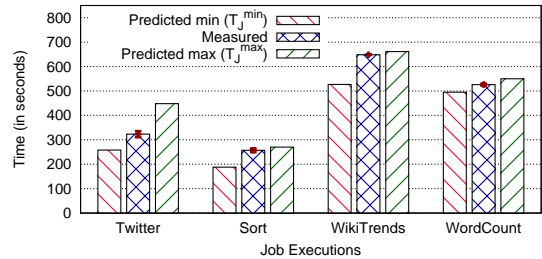 Predicted min (T_J^min)
Measured
Predicted max (T_J^max)
800
700
600
500
400
300
200
100
0
Time (in seconds)
Twitter Sort WikiTrends WordCount
Job Executions